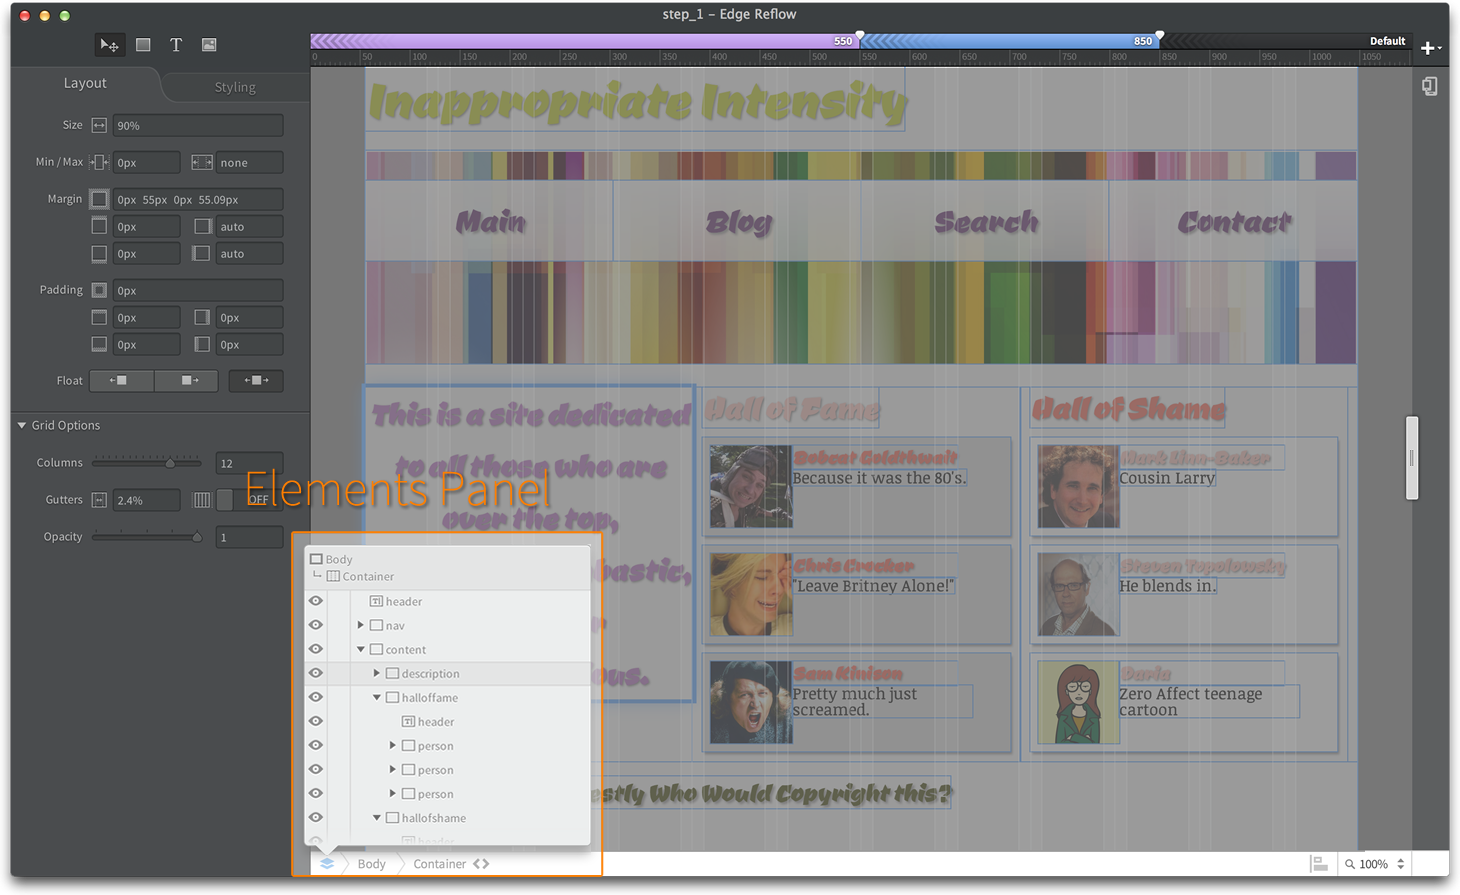 step_1 – Edge Reflow
T
550
850
Default
Layout
Styling
0 50 100 150 200 250 300 350 400 450 500 550 600 650 700 750 800 850 900 950 1000 1050
Size 90%
Min / Max 0px none
Margin 0px 55px 0px 55.09px
0px auto
0px auto
Padding 0px
0px 0px
0px 0px
Float
Grid Options
Columns 12
Gutters 2.4% OFF
Opacity 1
Inappropriate Intensity
Main
Blog
Search
Contact
This is a site dedicated
to all those who are
over the top,
bastic,
ous.
Hall of Fame
Bobcat Goldthwait
Because it was the 80's.
Chris Crocker
"Leave Britney Alone!"
Sam Kinison
Pretty much just
screamed.
Hall of Shame
Mark Linn-Baker
Cousin Larry
Steven Topolowsky
He blends in.
Daria
Zero Affect teenage
cartoon
estly Who Would Copyright this?
Elements Panel
Body
Container
header
nav
content
description
halloffame
header
person
person
person
hallofshame
header
Body
Container
100%